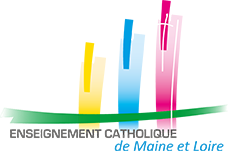 ENSEIGNEMENT CATHOLIQUE
de Maine et Loire